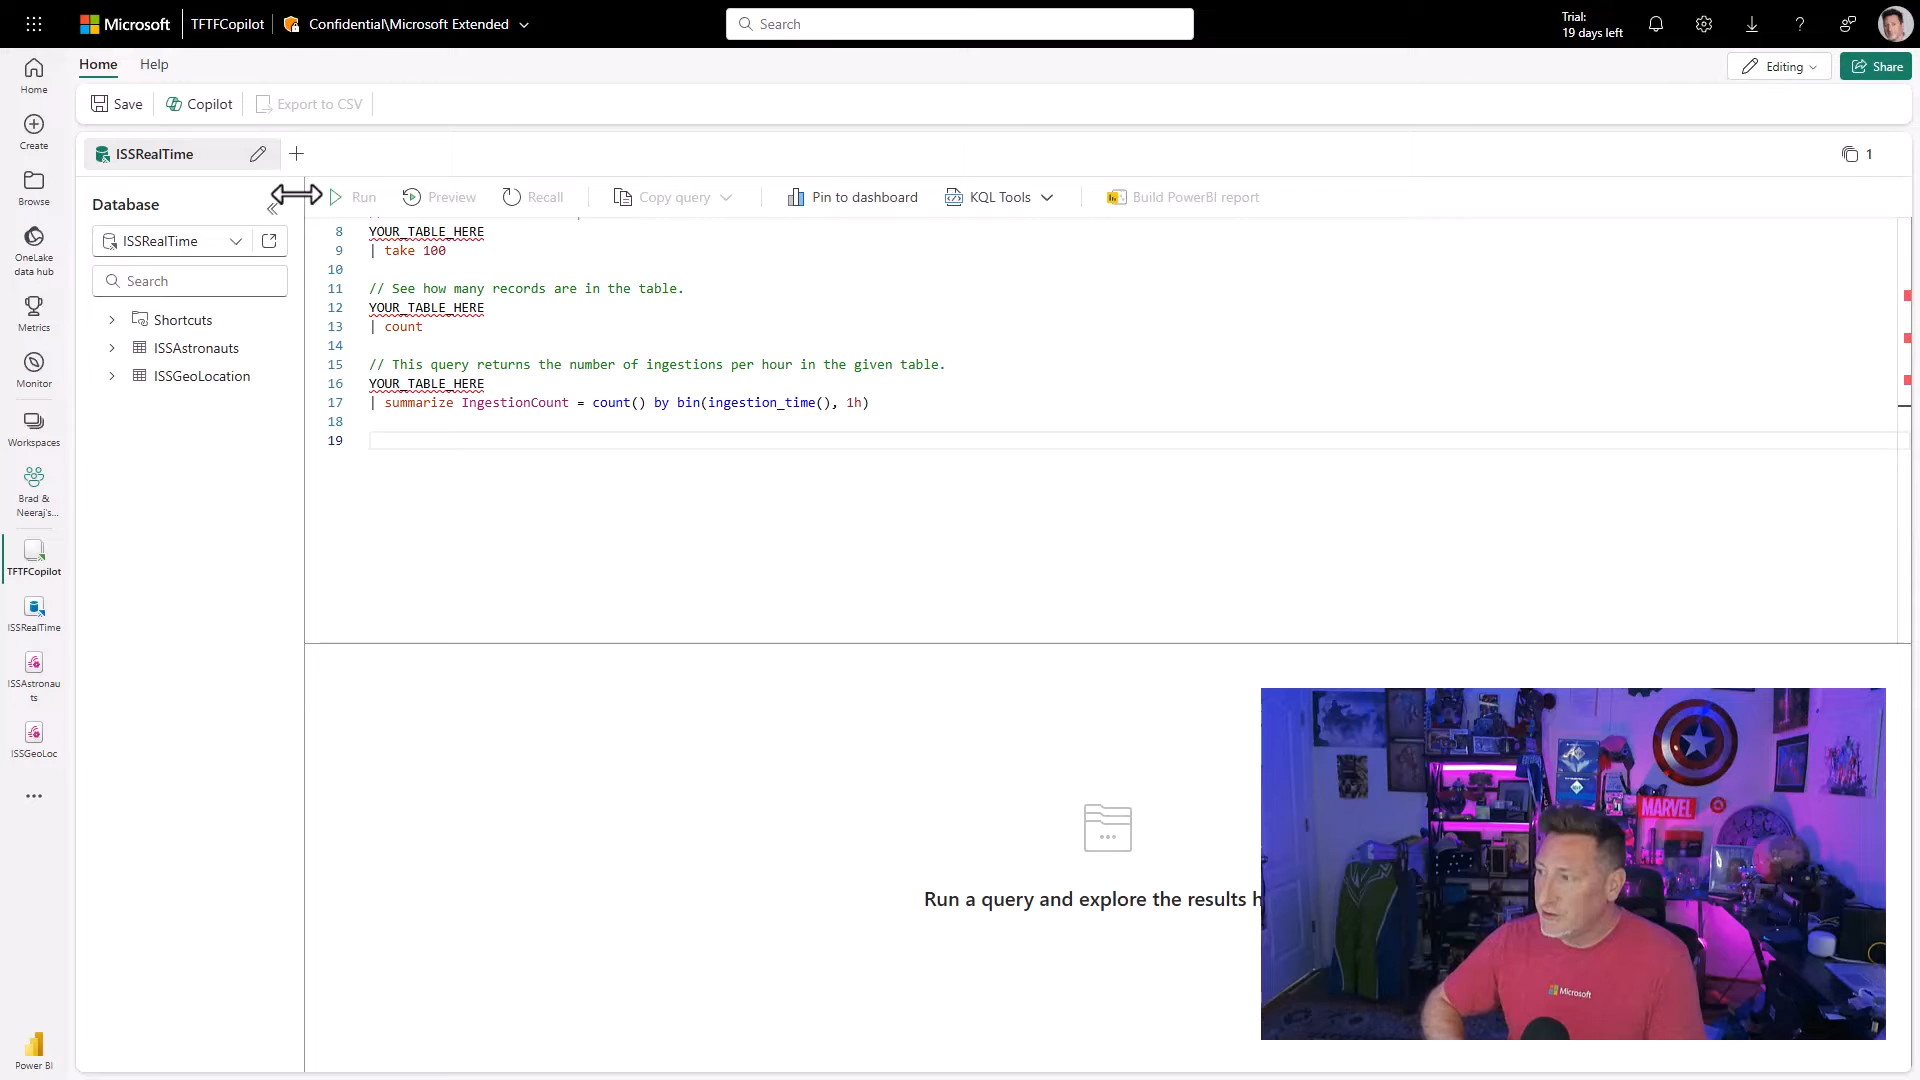 Microsoft
TFTFCopilot
Confidential\Microsoft Extended
Search
Trial:
19 days left
Home
Help
Editing
Share
Save
Copilot
Export to CSV
Home
Create
Browse
OneLake
data hub
Metrics
Monitor
Workspaces
Brad &
Neeraj's...
TFTFCopilot
ISSRealTime
ISSAstronau
ts
ISSGeoLoc
Power BI
ISSRealTime
1
Database
ISSRealTime
Search
Shortcuts
ISSAstronauts
ISSGeoLocation
Run
Preview
Recall
Copy query
Pin to dashboard
KQL Tools
Build PowerBI report
8 YOUR_TABLE_HERE
9 | take 100
10
11 // See how many records are in the table.
12 YOUR_TABLE_HERE
13 | count
14
15 // This query returns the number of ingestions per hour in the given table.
16 YOUR_TABLE_HERE
17 | summarize IngestionCount = count() by bin(ingestion_time(), 1h)
18
19
Run a query and explore the results h
MARVEL
Microsoft